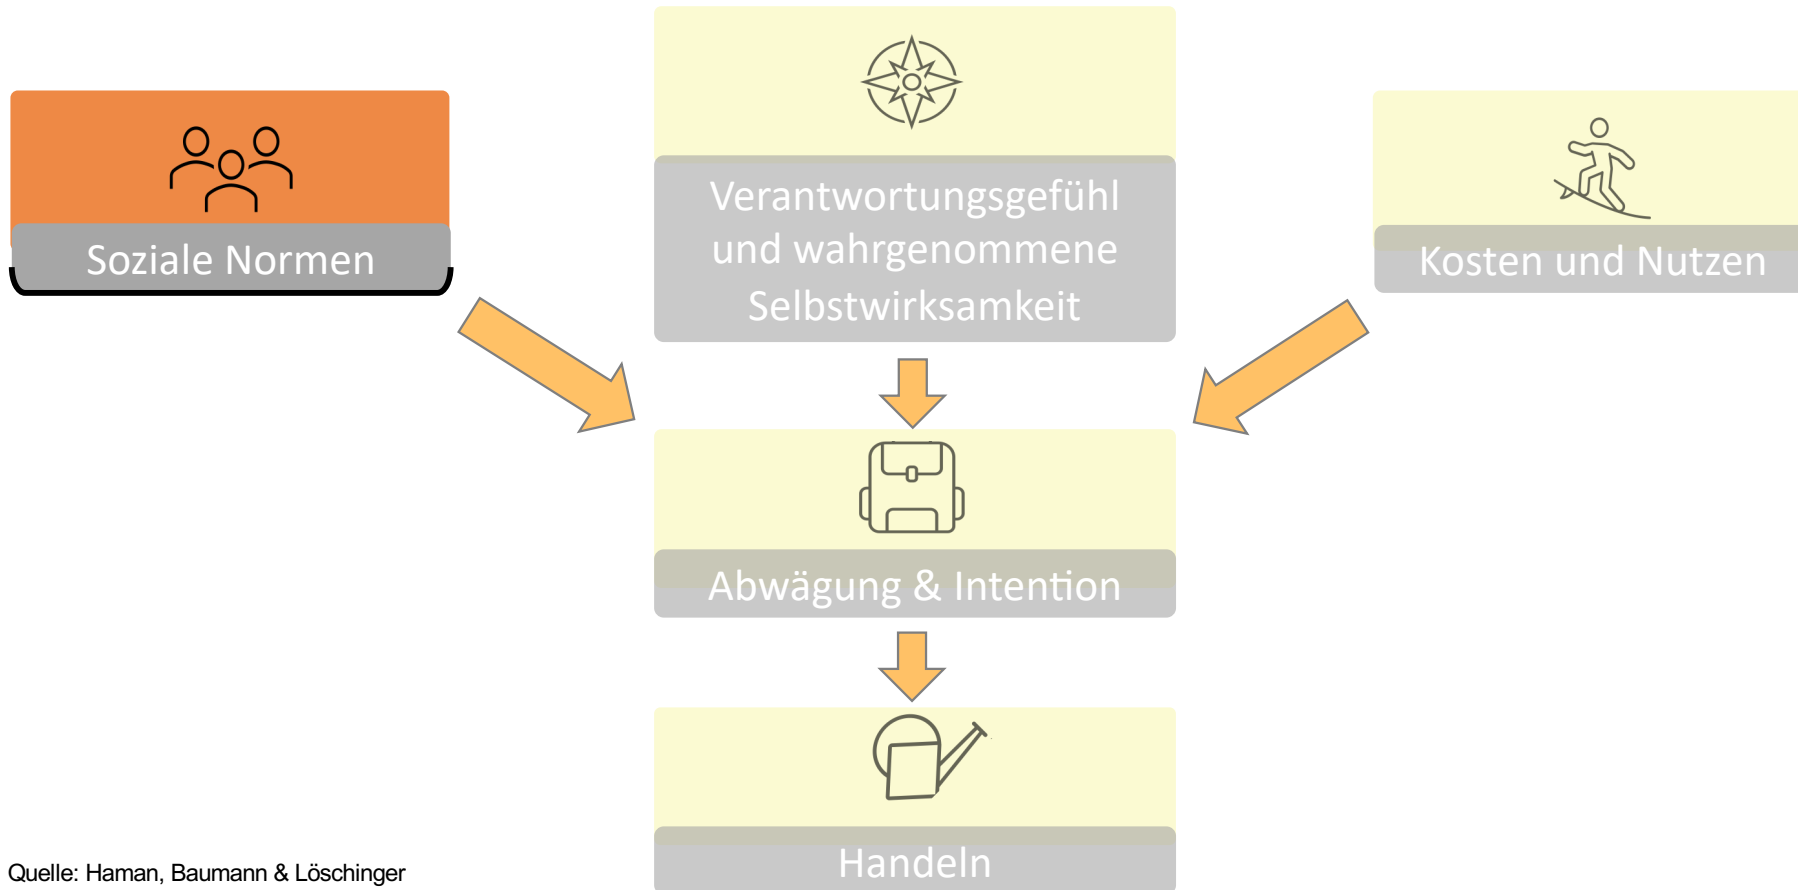 Soziale Normen
Verantwortungsgefühl
und wahrgenommene
Selbstwirksamkeit
Kosten und Nutzen
Abwägung & Intention
Handeln
Quelle: Haman, Baumann & Löschinger